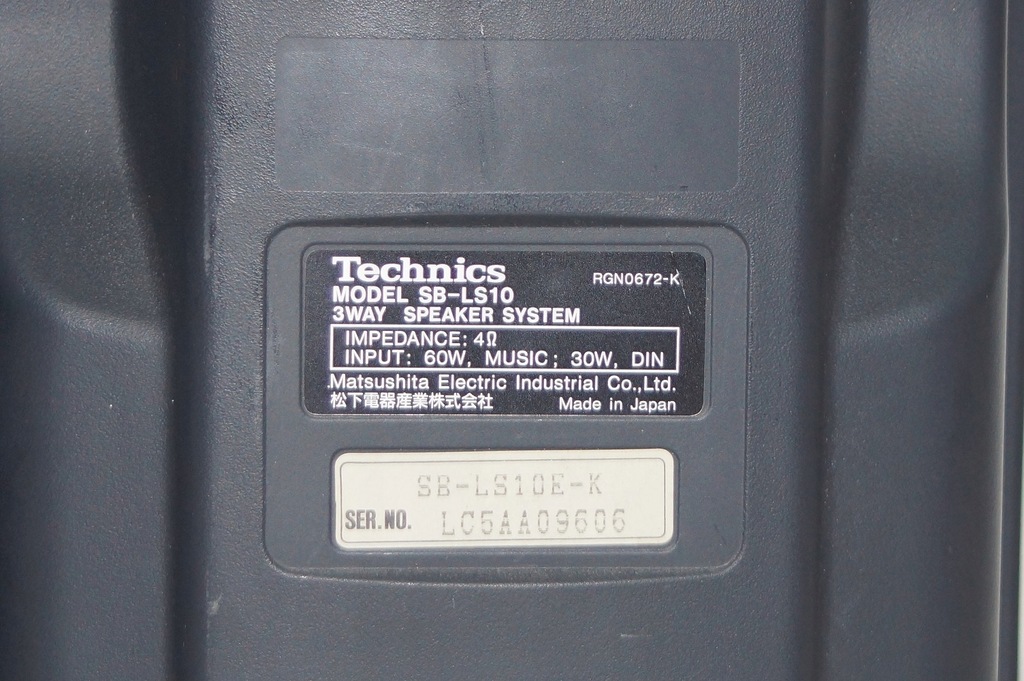 Technics RGN0672-K
MODEL SB-LS10
3WAY SPEAKER SYSTEM
IMPEDANCE: 4Ω
INPUT: 60W, MUSIC; 30W, DIN
Matsushita Electric Industrial Co.,Ltd.
松下電器産業株式会社 Made in Japan
SB-LS10E-K
SER.NO. LC5AA09606